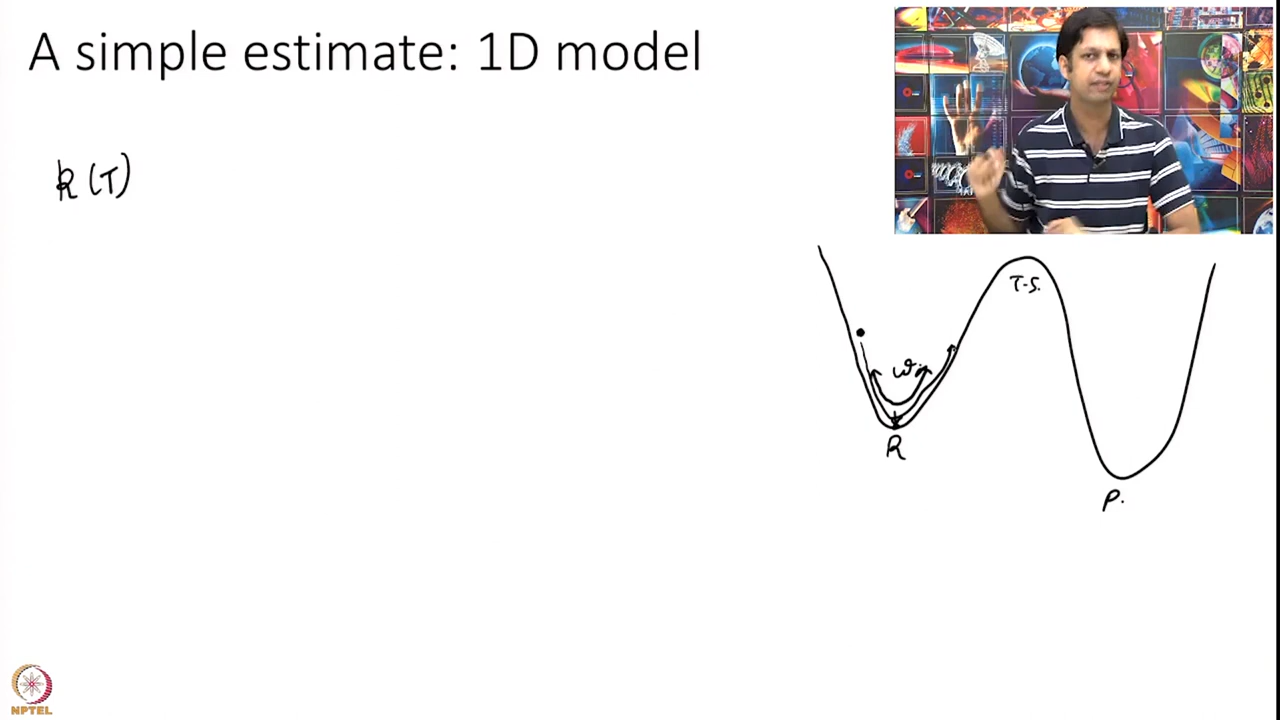 A simple estimate: 1D model
k(T)
T.S.
ω
R
P.
NPTEL